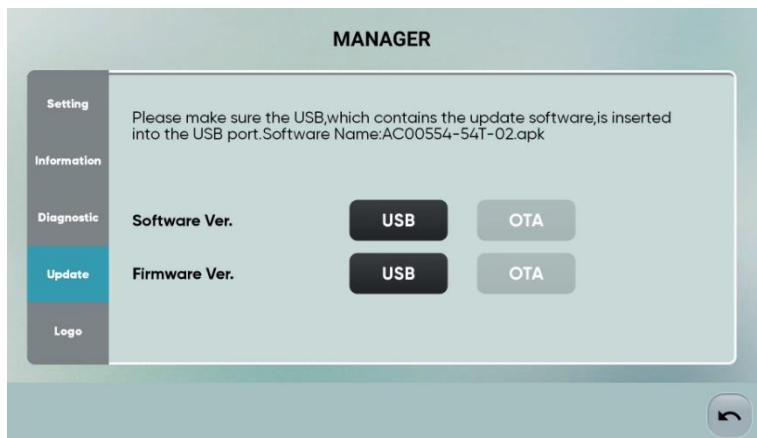 MANAGER
Setting
Information
Diagnostic
Update
Logo
Please make sure the USB,which contains the update software,is inserted
into the USB port.Software Name:AC00554-54T-02.apk
Software Ver. USB OTA
Firmware Ver. USB OTA